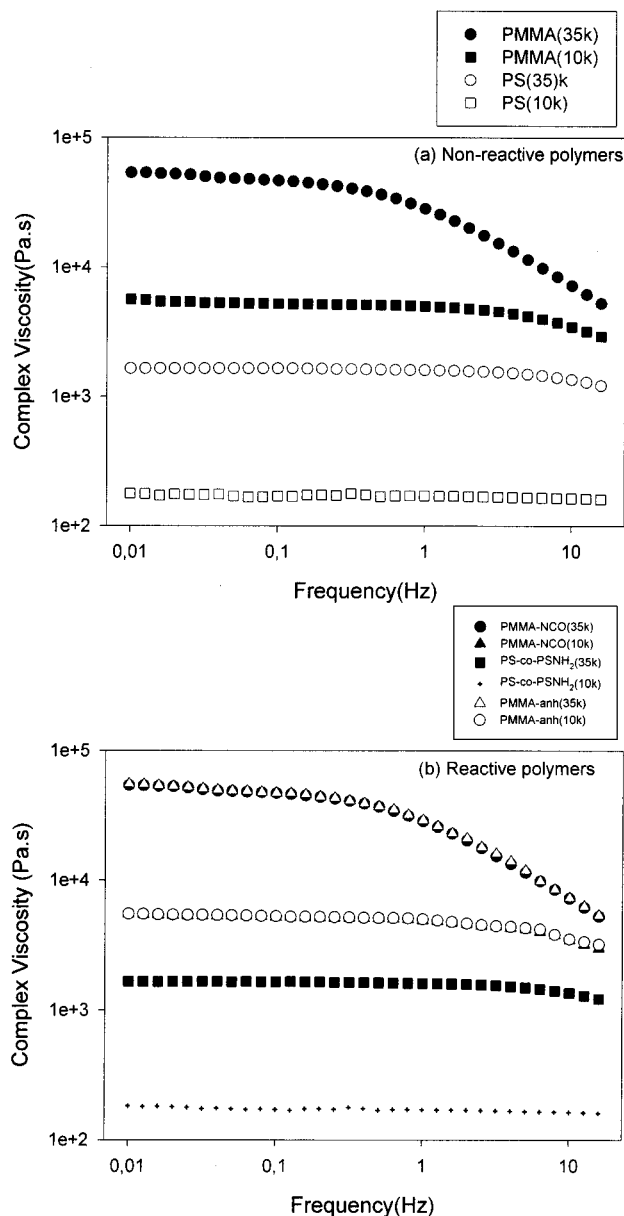 PMMA(35k)
PMMA(10k)
PS(35)k
PS(10k)
1e+5
(a) Non-reactive polymers
1e+4
1e+3
1e+2
Complex Viscosity(Pa.s)
0,01
0,1
1
10
Frequency(Hz)
PMMA-NCO(35k)
PMMA-NCO(10k)
PS-co-PSNH₂(35k)
PS-co-PSNH₂(10k)
PMMA-anh(35k)
PMMA-anh(10k)
1e+5
(b) Reactive polymers
1e+4
1e+3
1e+2
Complex Viscosity (Pa.s)
0,01
0,1
1
10
Frequency(Hz)